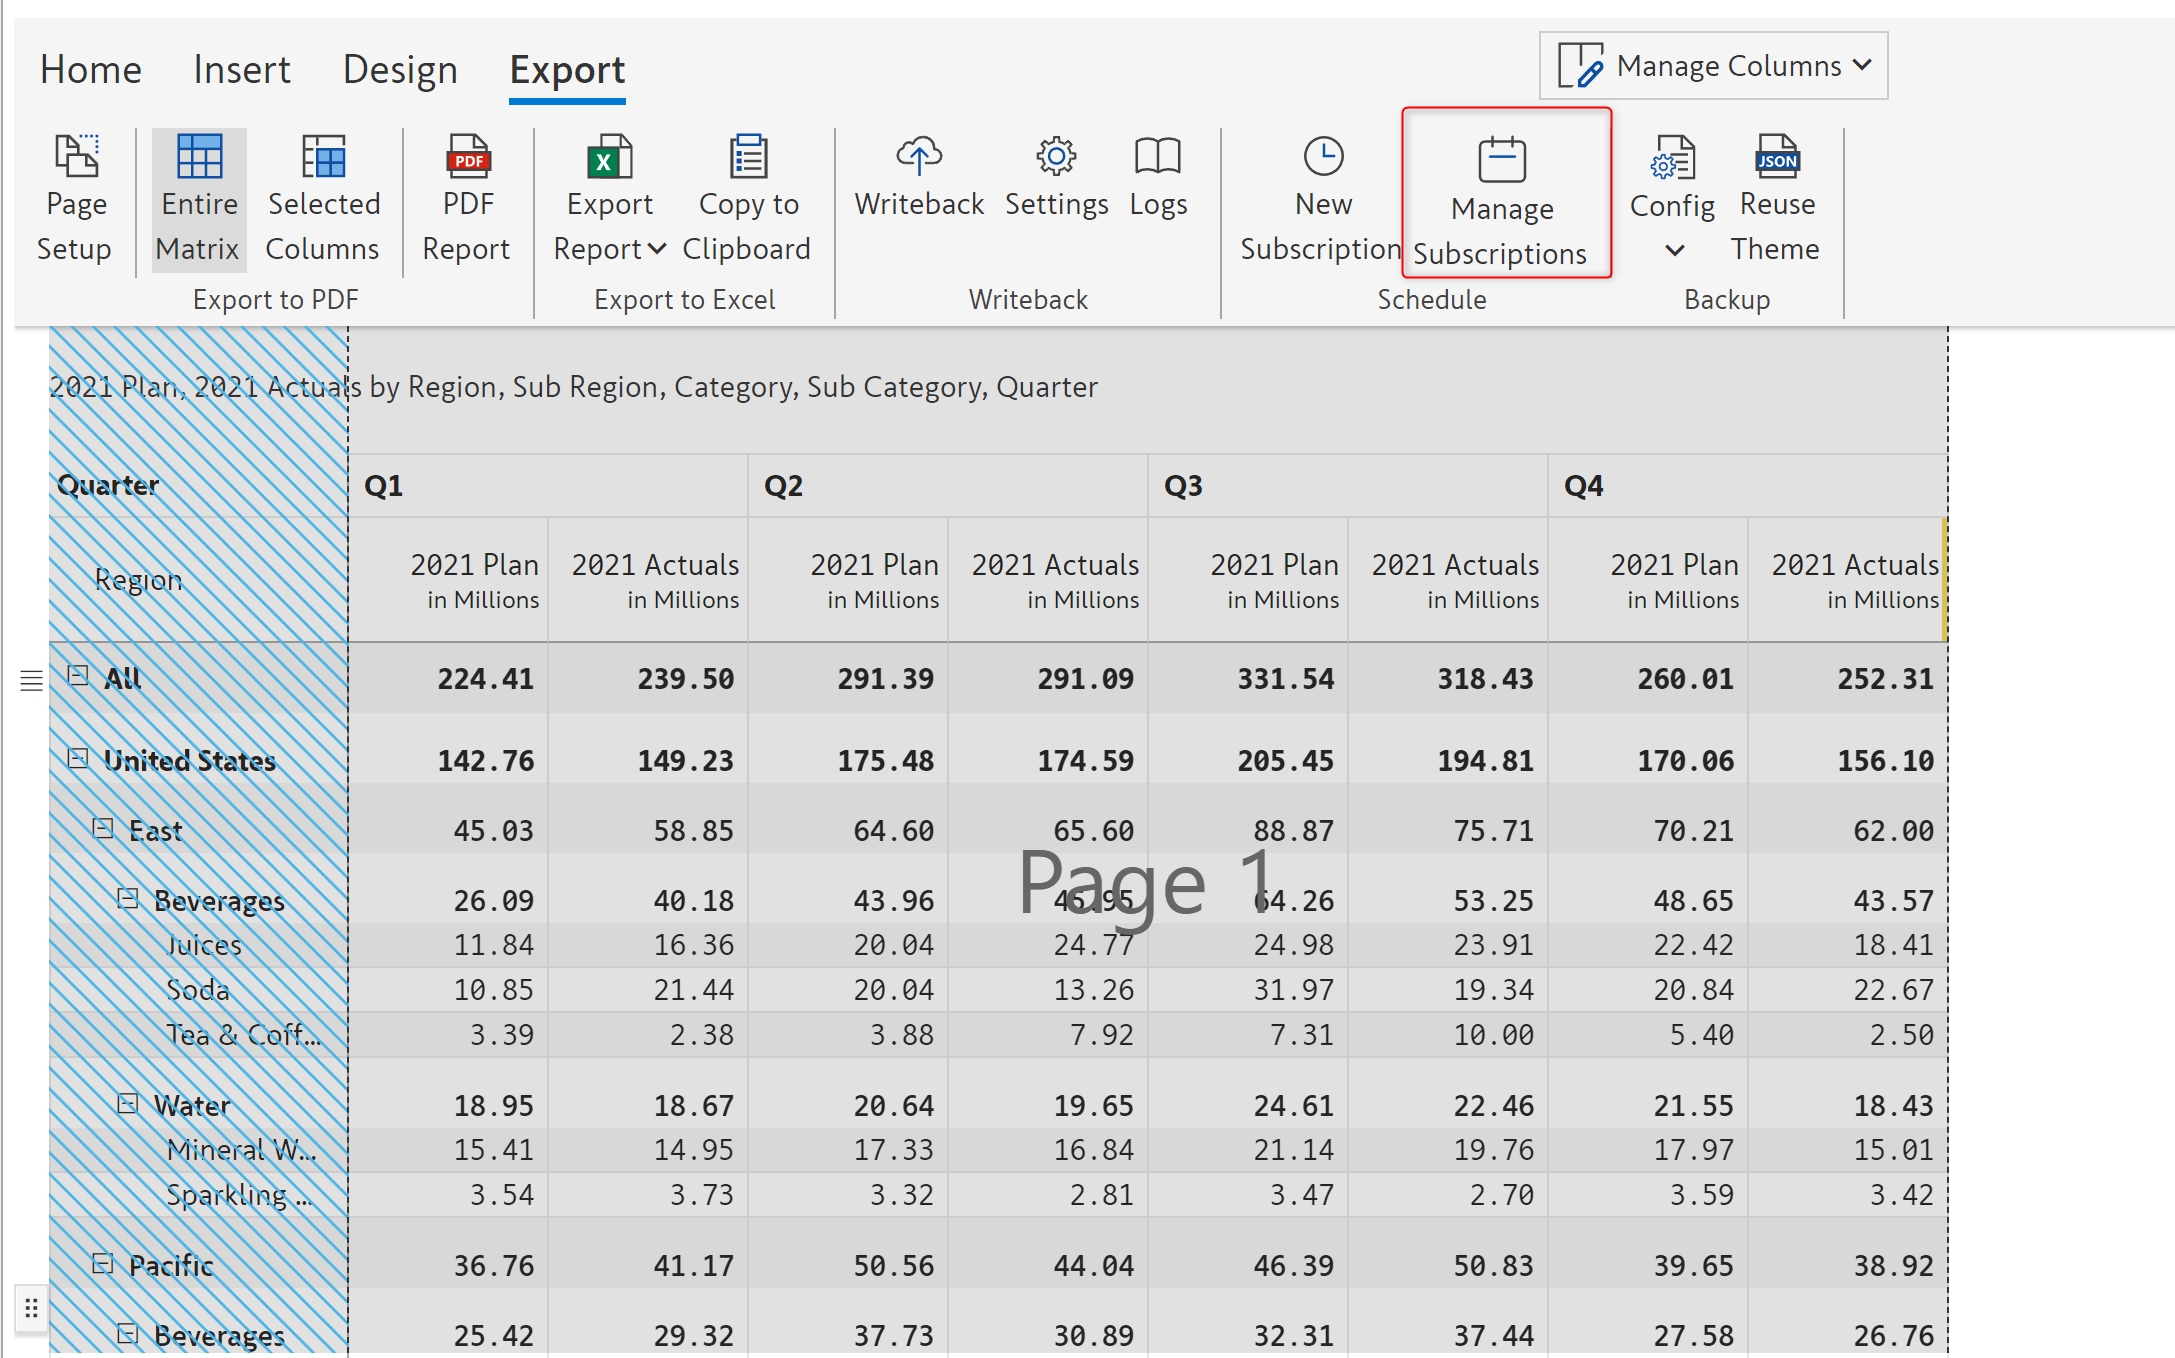 Home Insert Design Export Manage Columns
Page Setup
Entire Matrix
Selected Columns
PDF
PDF Report
X
Export Report
Copy to Clipboard
Writeback
Settings
Logs
New Subscription
Manage Subscriptions
Config
JSON
Reuse Theme
Export to PDF Export to Excel Writeback Schedule Backup
2021 Plan, 2021 Actuals by Region, Sub Region, Category, Sub Category, Quarter
Quarter Q1 Q2 Q3 Q4
Region 2021 Plan 2021 Actuals 2021 Plan 2021 Actuals 2021 Plan 2021 Actuals 2021 Plan 2021 Actuals
in Millions in Millions in Millions in Millions in Millions in Millions in Millions in Millions
All 224.41 239.50 291.39 291.09 331.54 318.43 260.01 252.31
United States 142.76 149.23 175.48 174.59 205.45 194.81 170.06 156.10
East 45.03 58.85 64.60 65.60 88.87 75.71 70.21 62.00
Page 1
Beverages 26.09 40.18 43.96 45.95 64.26 53.25 48.65 43.57
Juices 11.84 16.36 20.04 24.77 24.98 23.91 22.42 18.41
Soda 10.85 21.44 20.04 13.26 31.97 19.34 20.84 22.67
Tea & Coff... 3.39 2.38 3.88 7.92 7.31 10.00 5.40 2.50
Water 18.95 18.67 20.64 19.65 24.61 22.46 21.55 18.43
Mineral W... 15.41 14.95 17.33 16.84 21.14 19.76 17.97 15.01
Sparkling ... 3.54 3.73 3.32 2.81 3.47 2.70 3.59 3.42
Pacific 36.76 41.17 50.56 44.04 46.39 50.83 39.65 38.92
Beverages 25.42 29.32 37.73 30.89 32.31 37.44 27.58 26.76